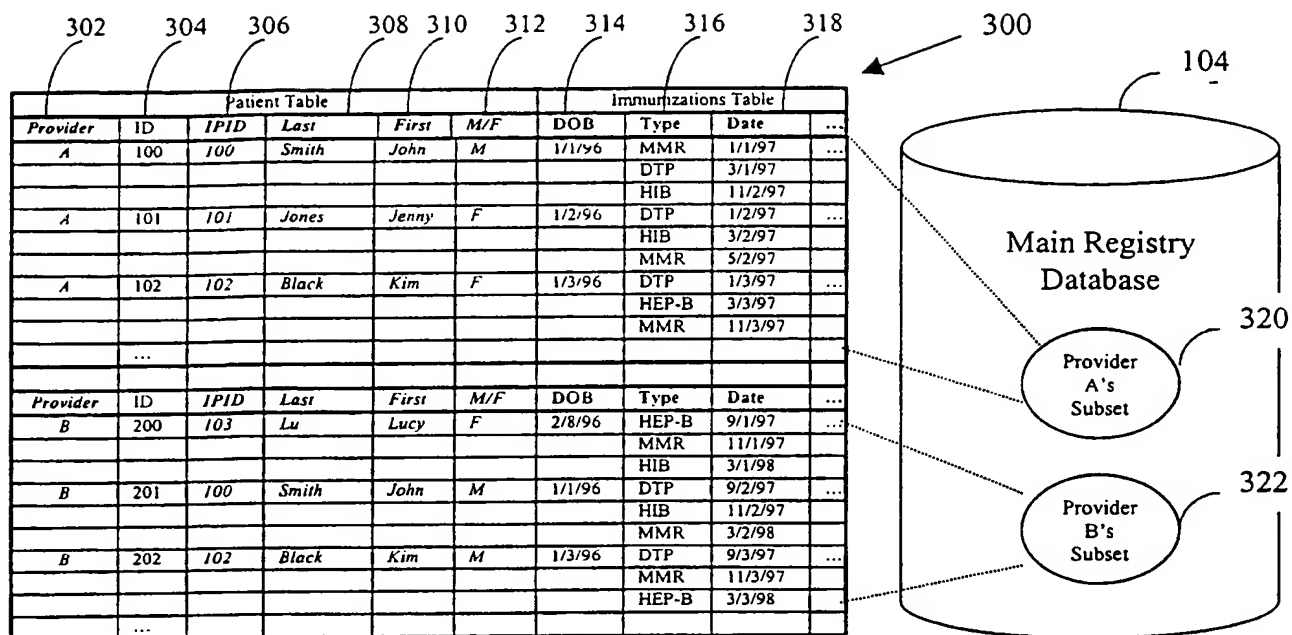 302 304 306 308 310 312 314 316 318 300
104
Patient Table Immunizations Table
Provider ID IPID Last First M/F DOB Type Date ...
A 100 100 Smith John M 1/1/96 MMR 1/1/97 ...
DTP 3/1/97
HIB 11/2/97
A 101 101 Jones Jenny F 1/2/96 DTP 1/2/97 ...
HIB 3/2/97
MMR 5/2/97
A 102 102 Black Kim F 1/3/96 DTP 1/3/97 ...
HEP-B 3/3/97
MMR 11/3/97
...
Provider ID IPID Last First M/F DOB Type Date ...
B 200 103 Lu Lucy F 2/8/96 HEP-B 9/1/97 ...
MMR 11/1/97
HIB 3/1/98
B 201 100 Smith John M 1/1/96 DTP 9/2/97 ...
HIB 11/2/97
MMR 3/2/98
B 202 102 Black Kim M 1/3/96 DTP 9/3/97 ...
MMR 11/3/97
HEP-B 3/3/98
...
Main Registry
Database
320
Provider
A's
Subset
322
Provider
B's
Subset